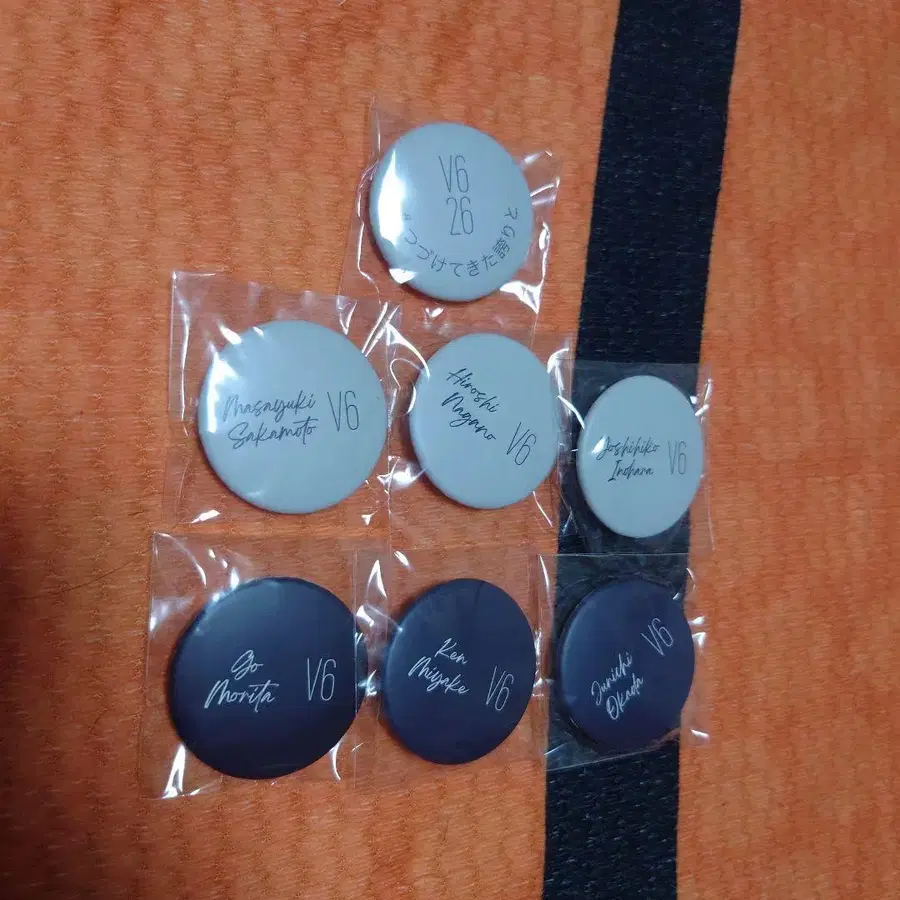 V6
26
つづけてきた誇りと
Masayuki
Sakamoto
V6
Hiroshi
Nagano
V6
Yoshihiko
Inohara
V6
Go
Morita
V6
Ken
Miyake
V6
Junichi
Okada
V6